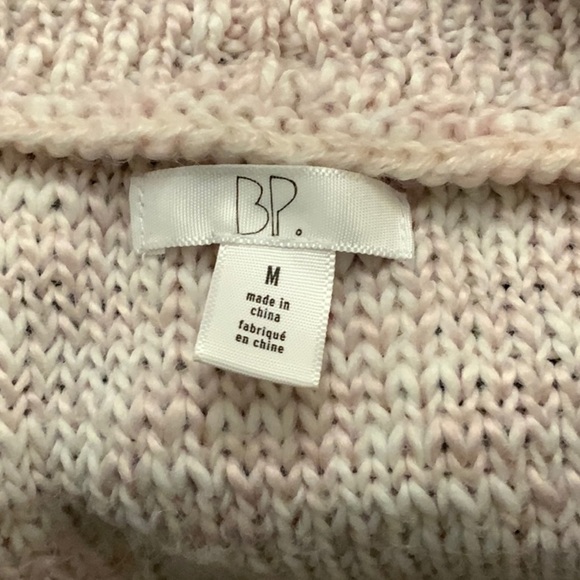 BP.
M
made in
china
fabriqué
en chine